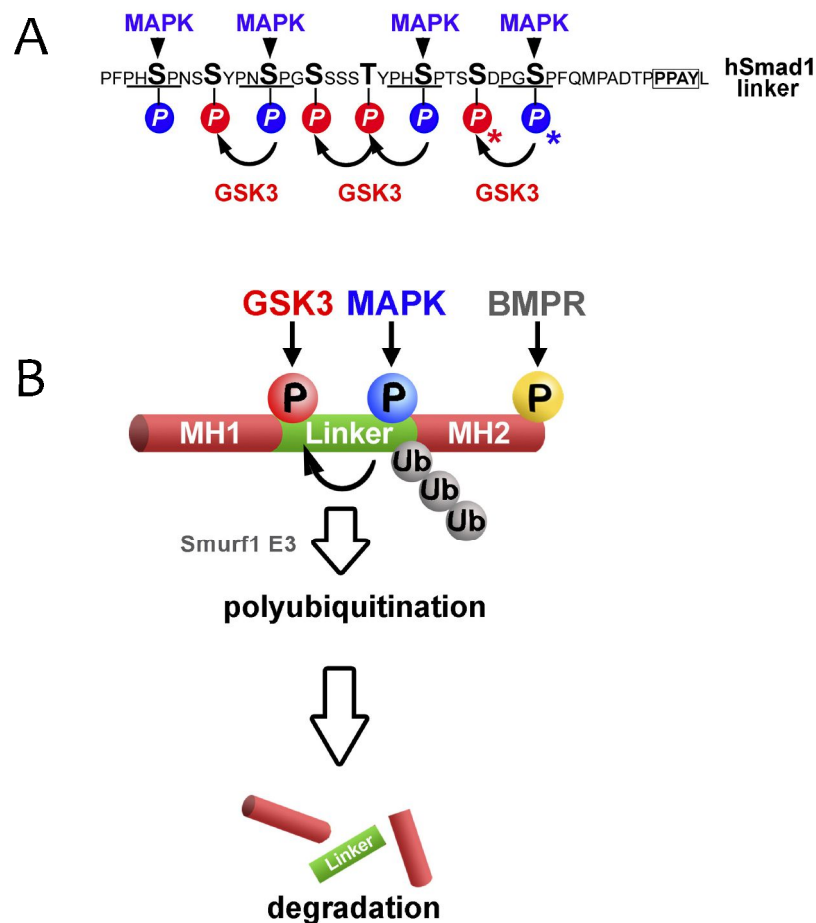 A
MAPK MAPK MAPK MAPK
PFPHSPNSSYPNSPGSSSSTYPHSPTSSDPGSPFQMPADTPPPAYL
hSmad1
linker
P P P P P P P P
* *
GSK3 GSK3 GSK3
GSK3 MAPK BMPR
B
P P P
MH1 Linker MH2
Ub
Ub
Ub
Smurf1 E3
polyubiquitination
Linker
degradation